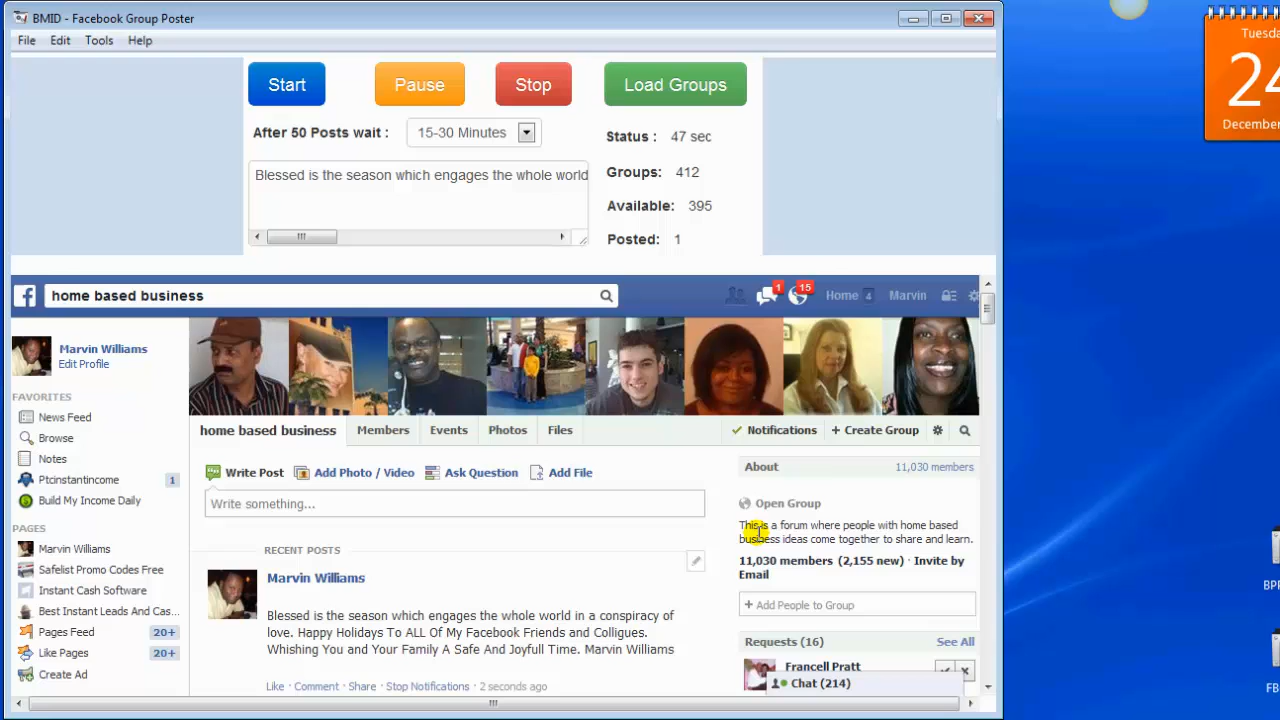 BMID - Facebook Group Poster
File Edit Tools Help
Start Pause Stop Load Groups
After 50 Posts wait : 15-30 Minutes
Status : 47 sec
Blessed is the season which engages the whole world
Groups: 412
Available: 395
Posted: 1
Tuesda
24
December
home based business
1 15 Home 4 Marvin
Marvin Williams
Edit Profile
FAVORITES
News Feed
Browse
Notes
Ptcinstantincome 1
Build My Income Daily
PAGES
Marvin Williams
Safelist Promo Codes Free
Instant Cash Software
Best Instant Leads And Cas...
Pages Feed 20+
Like Pages 20+
Create Ad
home based business Members Events Photos Files Notifications + Create Group
Write Post Add Photo / Video Ask Question Add File
Write something...
RECENT POSTS
Marvin Williams
Blessed is the season which engages the whole world in a conspiracy of
love. Happy Holidays To ALL Of My Facebook Friends and Colligues.
Whishing You and Your Family A Safe And Joyfull Time. Marvin Williams
Like · Comment · Share · Stop Notifications · 2 seconds ago
About 11,030 members
Open Group
This is a forum where people with home based
business ideas come together to share and learn.
11,030 members (2,155 new) · Invite by
Email
+ Add People to Group
Requests (16) See All
Francell Pratt
Chat (214)
BPP
FB